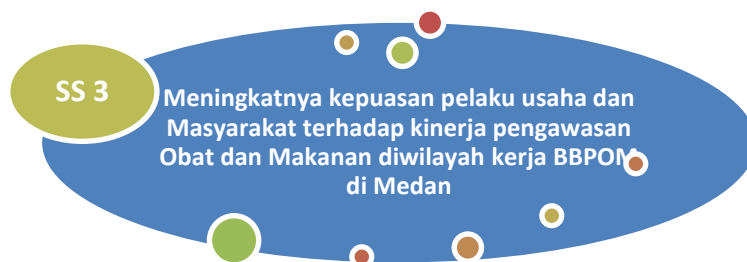 SS 3
Meningkatnya kepuasan pelaku usaha dan
Masyarakat terhadap kinerja pengawasan
Obat dan Makanan diwilayah kerja BBPOM
di Medan